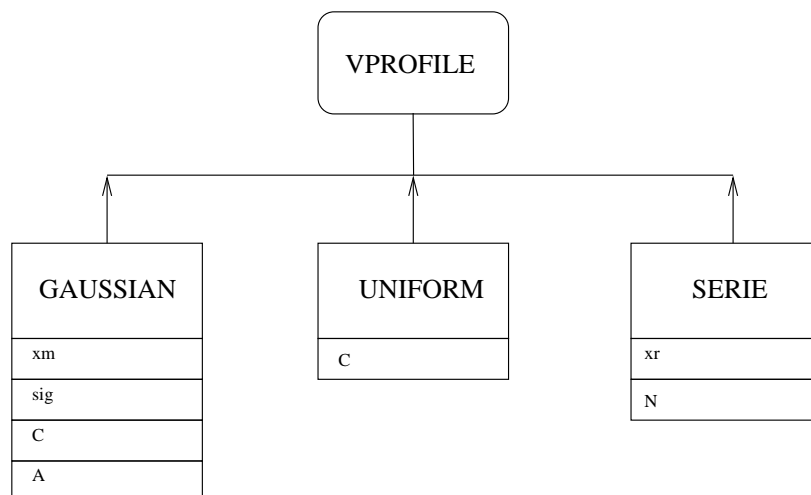 VPROFILE
GAUSSIAN
xm
sig
C
A
UNIFORM
C
SERIE
xr
N